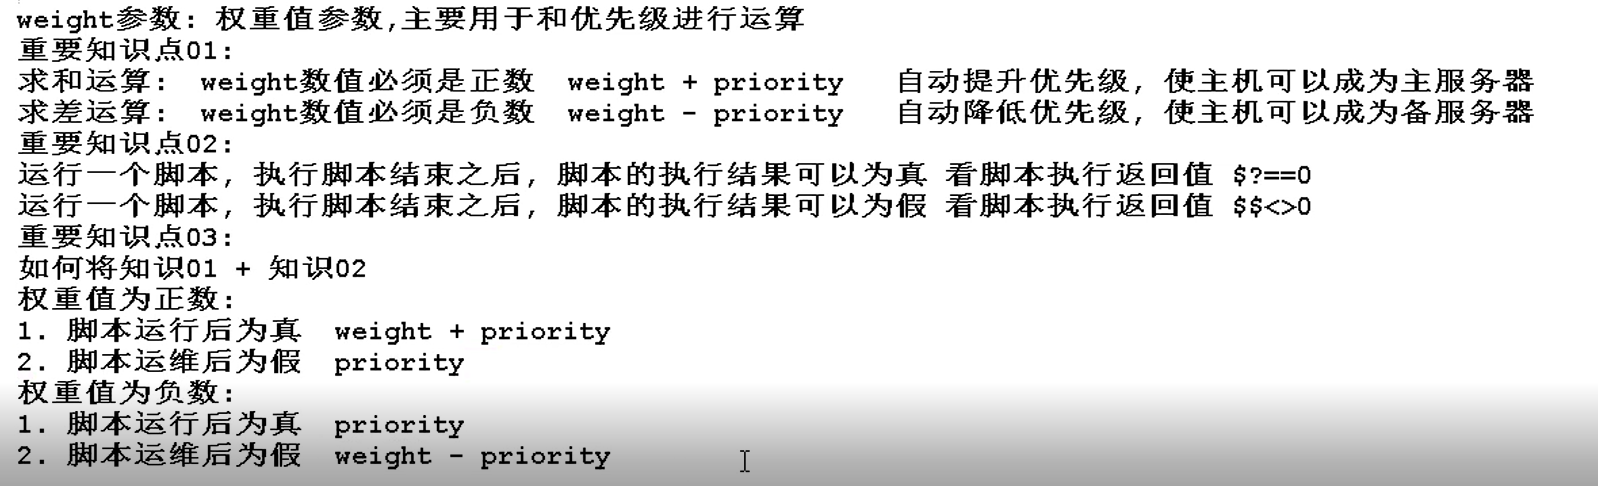 weight参数: 权重值参数,主要用于和优先级进行运算
重要知识点01:
求和运算: weight数值必须是正数 weight + priority 自动提升优先级, 使主机可以成为主服务器
求差运算: weight数值必须是负数 weight - priority 自动降低优先级, 使主机可以成为备服务器
重要知识点02:
运行一个脚本, 执行脚本结束之后, 脚本的执行结果可以为真 看脚本执行返回值 $?==0
运行一个脚本, 执行脚本结束之后, 脚本的执行结果可以为假 看脚本执行返回值 $$<>0
重要知识点03:
如何将知识01 + 知识02
权重值为正数:
1. 脚本运行后为真 weight + priority
2. 脚本运维后为假 priority
权重值为负数:
1. 脚本运行后为真 priority
2. 脚本运维后为假 weight - priority